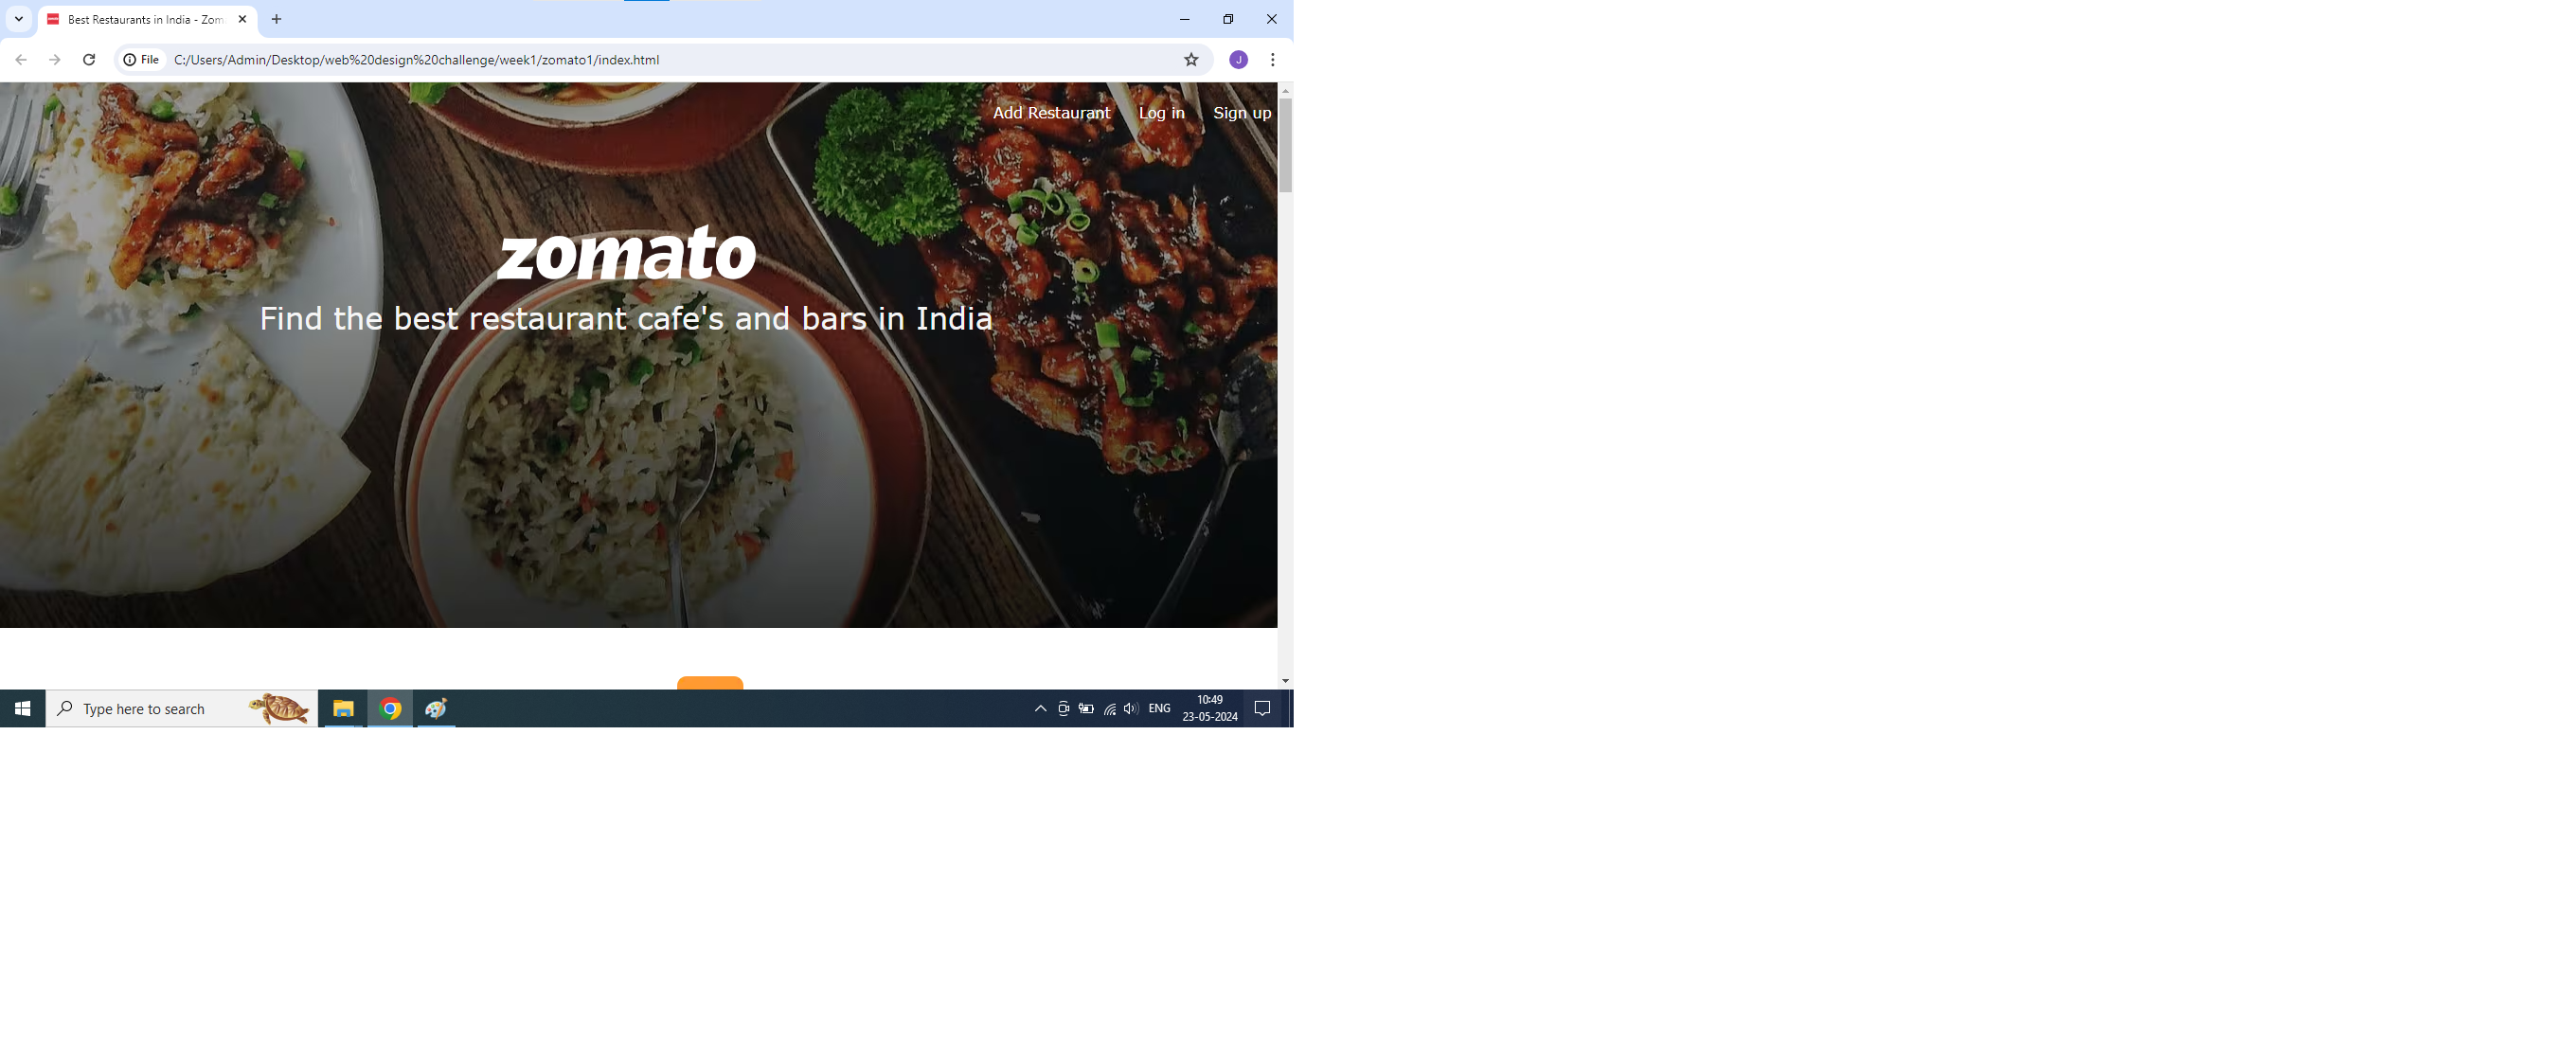 Best Restaurants in India - Zom
File
C:/Users/Admin/Desktop/web%20design%20challenge/week1/zomato1/index.html
J
Add Restaurant
Log in
Sign up
zomato
Find the best restaurant cafe's and bars in India
Type here to search
ENG
10:49
23-05-2024